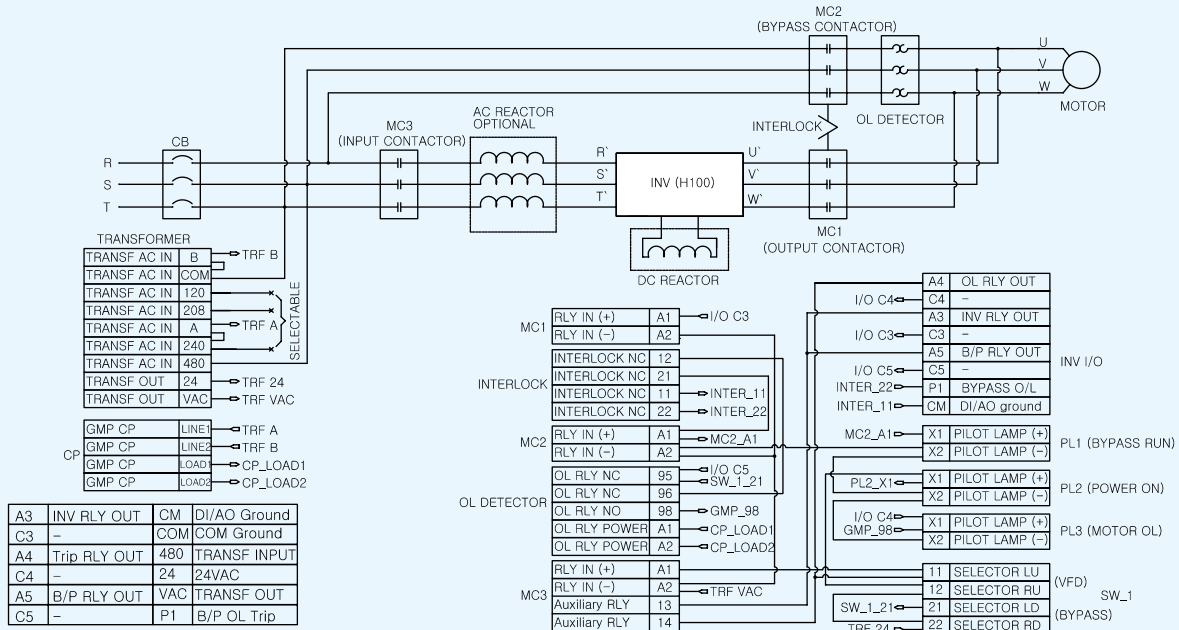 MC2
(BYPASS CONTACTOR)
U
V
W
MOTOR
OL DETECTOR
INTERLOCK
AC REACTOR
OPTIONAL
MC3
(INPUT CONTACTOR)
CB
R
S
T
R`
S`
T`
INV (H100)
U`
V`
W`
MC1
(OUTPUT CONTACTOR)
DC REACTOR
TRANSFORMER
TRANSF AC IN B TRF B
TRANSF AC IN COM
TRANSF AC IN 120
TRANSF AC IN 208
TRANSF AC IN A TRF A
TRANSF AC IN 240
TRANSF AC IN 480
TRANSF OUT 24 TRF 24
TRANSF OUT VAC TRF VAC
SELECTABLE
CP
GMP CP LINE1 TRF A
GMP CP LINE2 TRF B
GMP CP LOAD1 CP_LOAD1
GMP CP LOAD2 CP_LOAD2
A3 INV RLY OUT CM DI/AO Ground
C3 - COM COM Ground
A4 Trip RLY OUT 480 TRANSF INPUT
C4 - 24 24VAC
A5 B/P RLY OUT VAC TRANSF OUT
C5 - P1 B/P OL Trip
MC1
RLY IN (+) A1 I/O C3
RLY IN (-) A2
INTERLOCK
INTERLOCK NC 12
INTERLOCK NC 21
INTERLOCK NC 11 INTER_11
INTERLOCK NC 22 INTER_22
MC2
RLY IN (+) A1 MC2_A1
RLY IN (-) A2
OL DETECTOR
OL RLY NC 95 I/O C5
SW_1_21
OL RLY NC 96
OL RLY NO 98 GMP_98
OL RLY POWER A1 CP_LOAD1
OL RLY POWER A2 CP_LOAD2
MC3
RLY IN (+) A1
RLY IN (-) A2 TRF VAC
Auxiliary RLY 13
Auxiliary RLY 14
INV I/O
A4 OL RLY OUT
I/O C4 C4 -
A3 INV RLY OUT
I/O C3 C3 -
A5 B/P RLY OUT
I/O C5 C5 -
INTER_22 P1 BYPASS O/L
INTER_11 CM DI/AO ground
MC2_A1 X1 PILOT LAMP (+)
X2 PILOT LAMP (-)
PL1 (BYPASS RUN)
PL2_X1 X1 PILOT LAMP (+)
X2 PILOT LAMP (-)
PL2 (POWER ON)
I/O C4
GMP_98 X1 PILOT LAMP (+)
X2 PILOT LAMP (-)
PL3 (MOTOR OL)
11 SELECTOR LU
12 SELECTOR RU
(VFD)
SW_1
SW_1_21 21 SELECTOR LD
(BYPASS)
TRF 24 22 SELECTOR RD